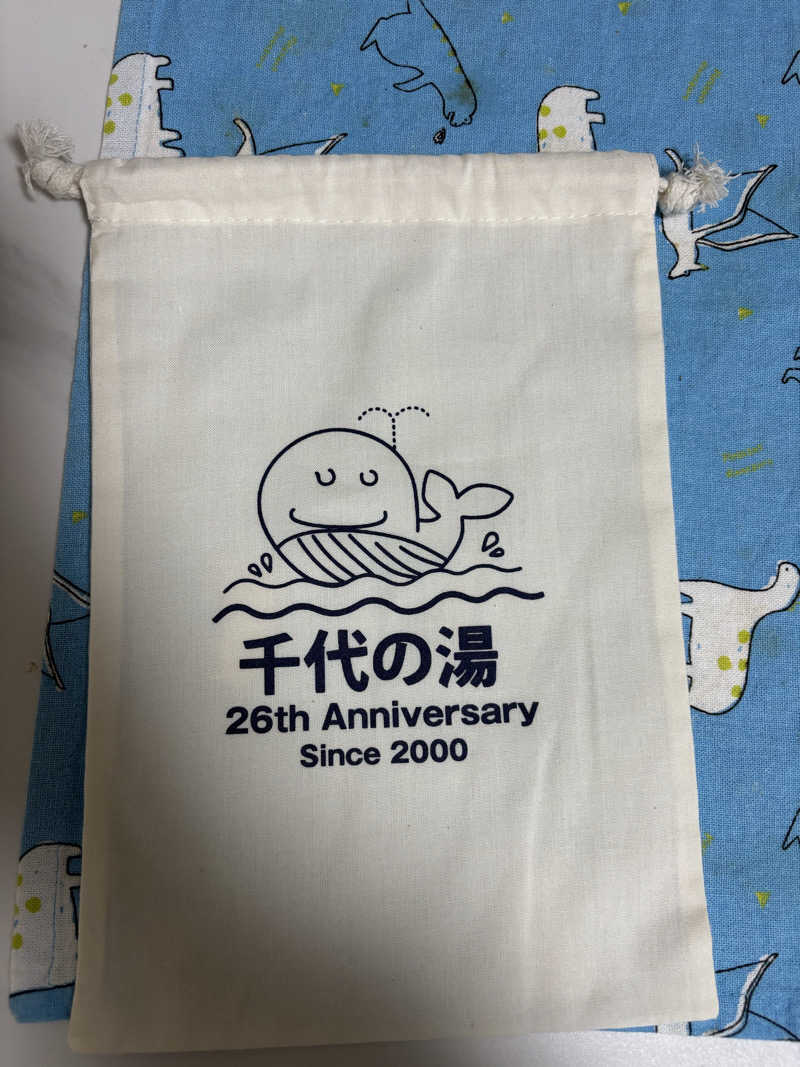 千代の湯
26th Anniversary
Since 2000